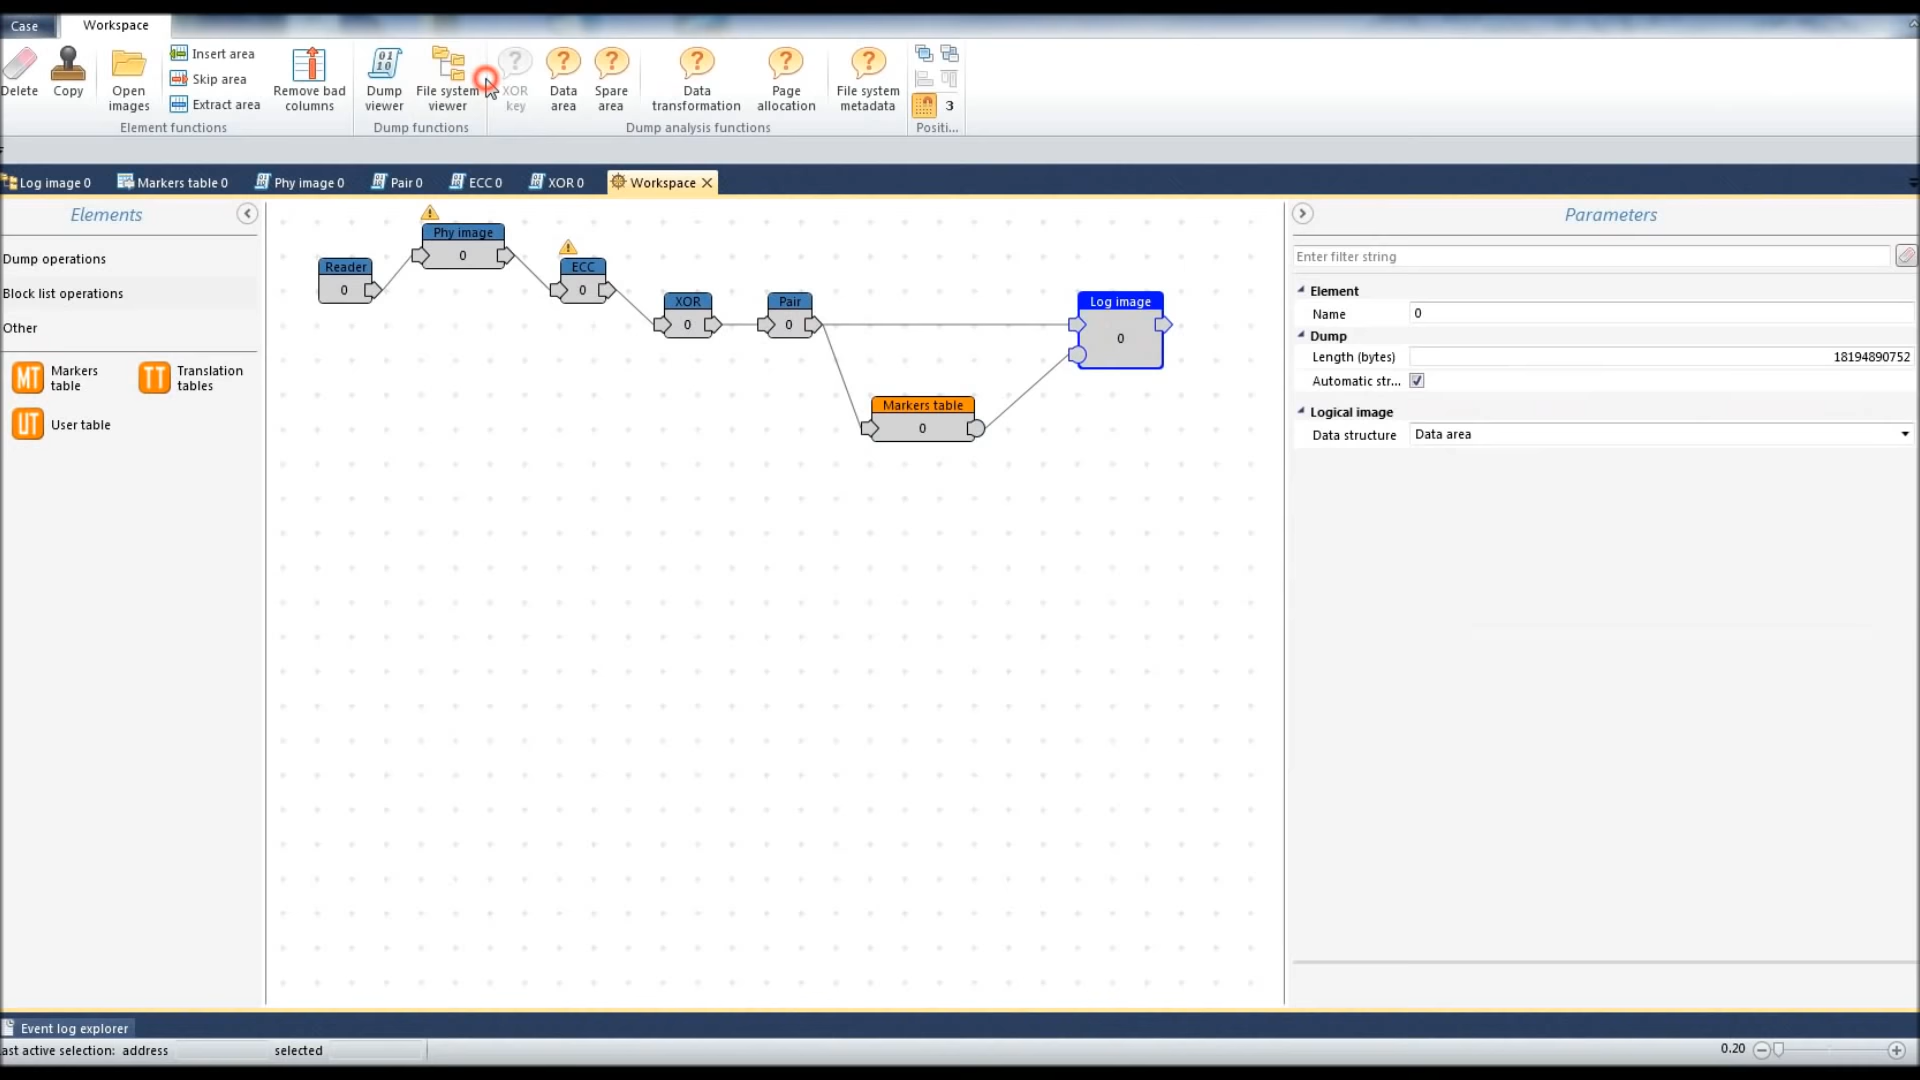 Case
Workspace
Delete
Copy
Open images
Insert area
Skip area
Extract area
Remove bad columns
Element functions
Dump viewer
File system viewer
Dump functions
XOR key
Data area
Spare area
Data transformation
Page allocation
File system metadata
Dump analysis functions
3
Positi...
Log image 0
Markers table 0
Phy image 0
Pair 0
ECC 0
XOR 0
Workspace
Elements
Dump operations
Block list operations
Other
MT Markers table
TT Translation tables
UT User table
Reader
0
Phy image
0
ECC
0
XOR
0
Pair
0
Markers table
0
Log image
0
Parameters
Enter filter string
Element
Name 0
Dump
Length (bytes) 18194890752
Automatic str...
Logical image
Data structure Data area
Event log explorer
ast active selection: address
selected
0.20